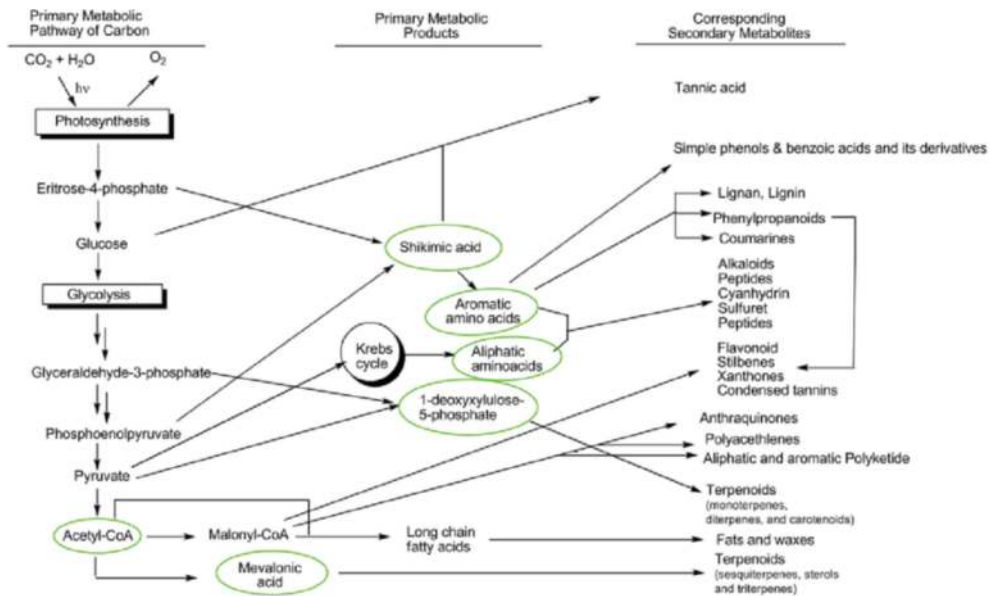 Primary Metabolic
Pathway of Carbon
Primary Metabolic
Products
Corresponding
Secondary Metabolites
CO₂ + H₂O
O₂
hν
Photosynthesis
Eritrose-4-phosphate
Glucose
Glycolysis
Glyceraldehyde-3-phosphate
Phosphoenolpyruvate
Pyruvate
Acetyl-CoA
Malonyl-CoA
Mevalonic
acid
Long chain
fatty acids
Shikimic acid
Aromatic
amino acids
Krebs
cycle
Aliphatic
aminoacids
1-deoxyxylulose-
5-phosphate
Tannic acid
Simple phenols & benzoic acids and its derivatives
Lignan, Lignin
Phenylpropanoids
Coumarines
Alkaloids
Peptides
Cyanhydrin
Sulfuret
Peptides
Flavonoid
Stilbenes
Xanthones
Condensed tannins
Anthraquinones
Polyacethlenes
Aliphatic and aromatic Polyketide
Terpenoids
(monoterpenes,
diterpenes, and carotenoids)
Fats and waxes
Terpenoids
(sesquiterpenes, sterols
and triterpenes)